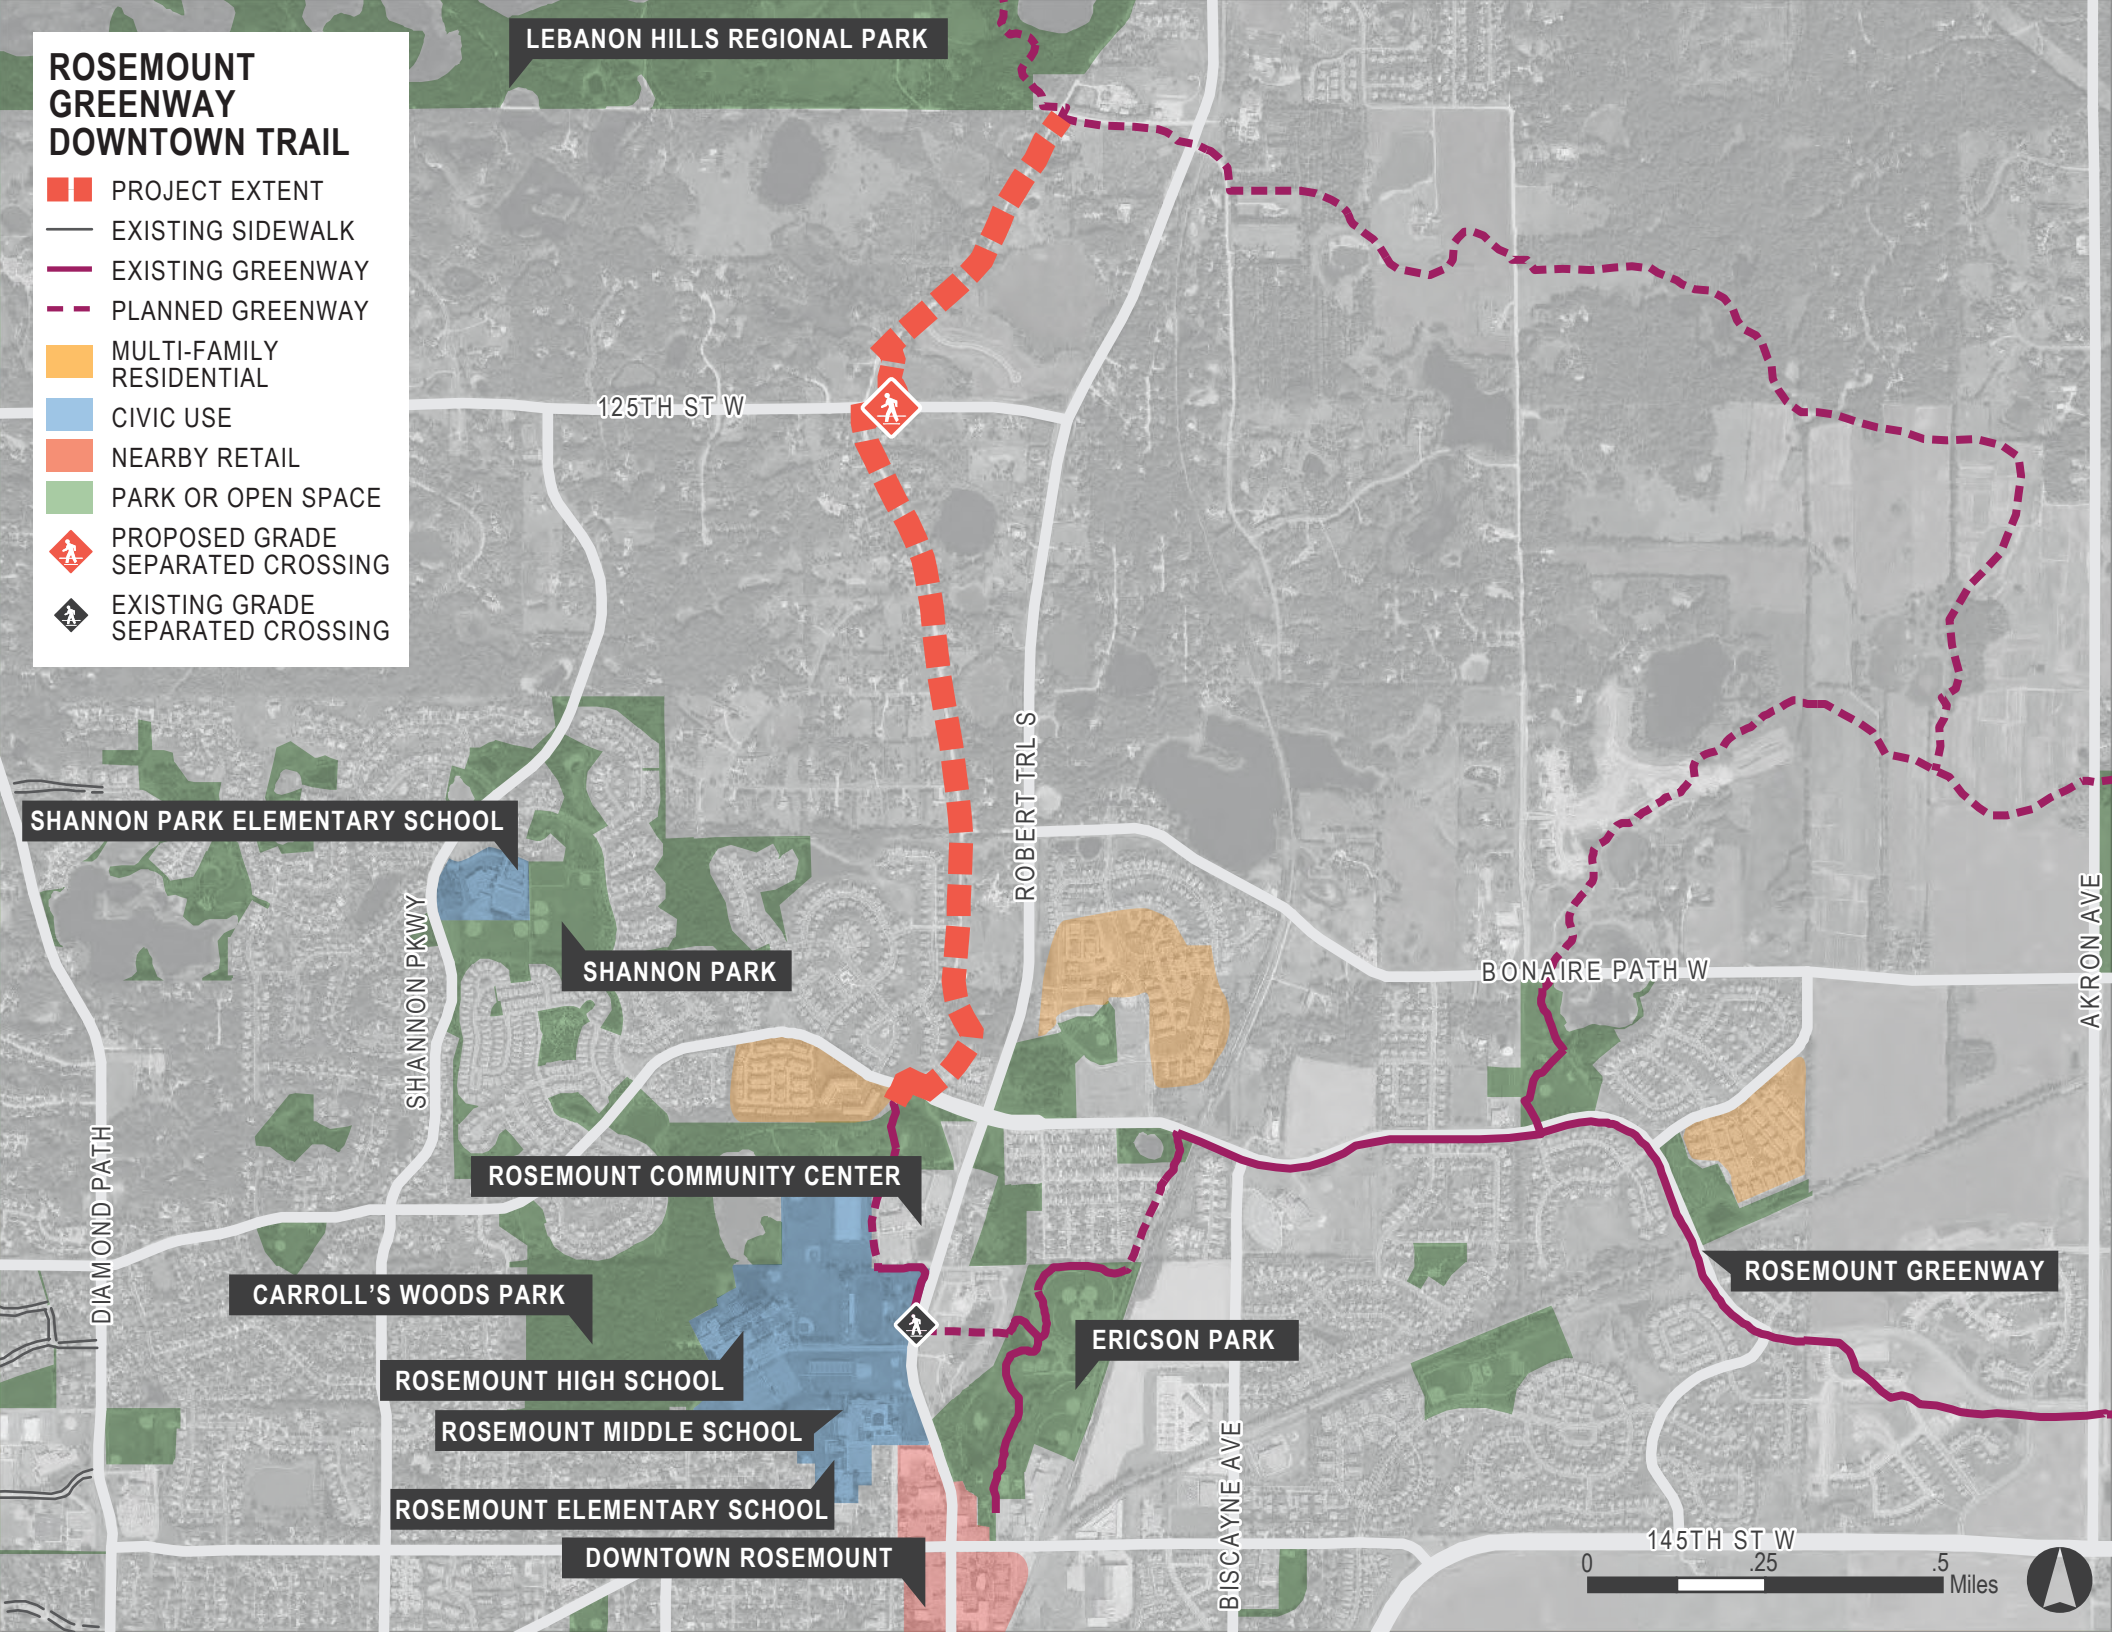 ROSEMOUNT
GREENWAY
DOWNTOWN TRAIL
PROJECT EXTENT
EXISTING SIDEWALK
EXISTING GREENWAY
PLANNED GREENWAY
MULTI-FAMILY
RESIDENTIAL
CIVIC USE
NEARBY RETAIL
PARK OR OPEN SPACE
PROPOSED GRADE
SEPARATED CROSSING
EXISTING GRADE
SEPARATED CROSSING
LEBANON HILLS REGIONAL PARK
125TH ST W
ROBERT TRL S
SHANNON PARK ELEMENTARY SCHOOL
SHANNON PKWY
SHANNON PARK
BONAIRE PATH W
AKRON AVE
DIAMOND PATH
ROSEMOUNT COMMUNITY CENTER
CARROLL'S WOODS PARK
ROSEMOUNT GREENWAY
ERICSON PARK
ROSEMOUNT HIGH SCHOOL
ROSEMOUNT MIDDLE SCHOOL
ROSEMOUNT ELEMENTARY SCHOOL
BISCAYNE AVE
DOWNTOWN ROSEMOUNT
145TH ST W
0 .25 .5
Miles